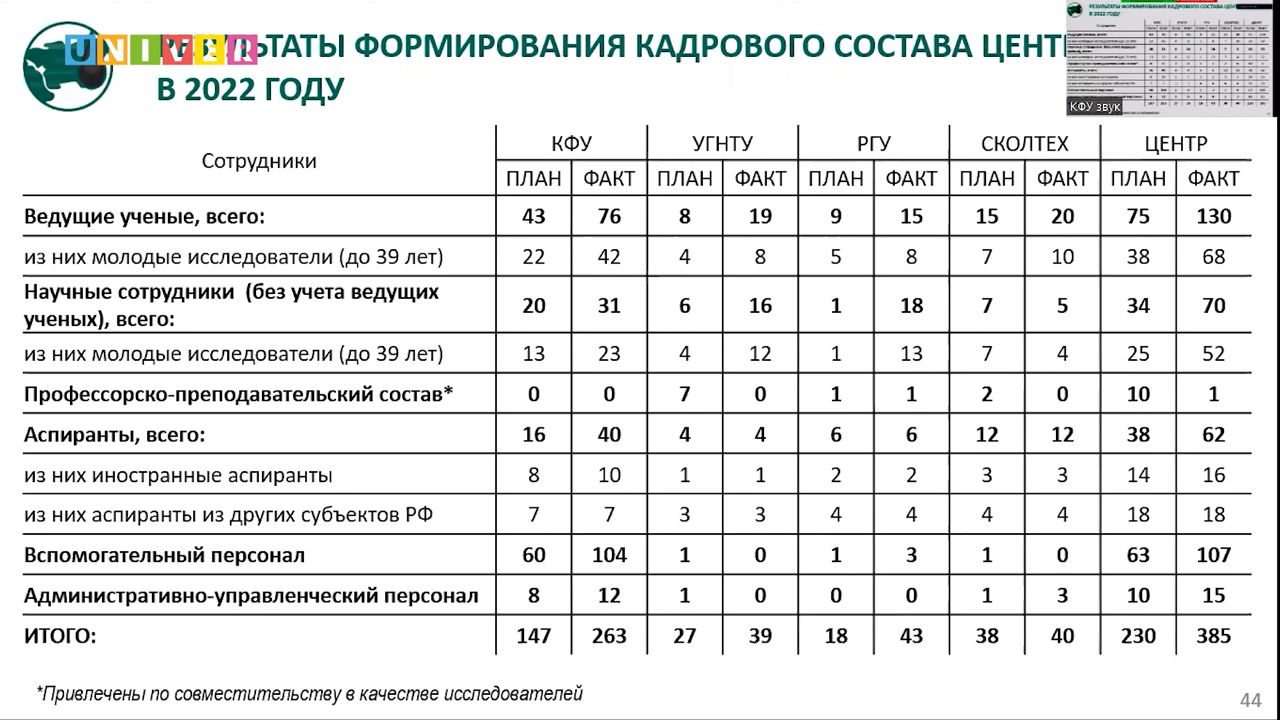 UNIVER
РЕЗУЛЬТАТЫ ФОРМИРОВАНИЯ КАДРОВОГО СОСТАВА ЦЕНТ
В 2022 ГОДУ
РЕЗУЛЬТАТЫ ФОРМИРОВАНИЯ КАДРОВОГО СОСТАВА ЦЕН
В 2022 ГОДУ
КФУ звук
Сотрудники КФУ УГНТУ РГУ СКОЛТЕХ ЦЕНТР
ПЛАН ФАКТ ПЛАН ФАКТ ПЛАН ФАКТ ПЛАН ФАКТ ПЛАН ФАКТ
Ведущие ученые, всего: 43 76 8 19 9 15 15 20 75 130
из них молодые исследователи (до 39 лет) 22 42 4 8 5 8 7 10 38 68
Научные сотрудники (без учета ведущих
ученых), всего: 20 31 6 16 1 18 7 5 34 70
из них молодые исследователи (до 39 лет) 13 23 4 12 1 13 7 4 25 52
Профессорско-преподавательский состав* 0 0 7 0 1 1 2 0 10 1
Аспиранты, всего: 16 40 4 4 6 6 12 12 38 62
из них иностранные аспиранты 8 10 1 1 2 2 3 3 14 16
из них аспиранты из других субъектов РФ 7 7 3 3 4 4 4 4 18 18
Вспомогательный персонал 60 104 1 0 1 3 1 0 63 107
Административно-управленческий персонал 8 12 1 0 0 0 1 3 10 15
ИТОГО: 147 263 27 39 18 43 38 40 230 385
*Привлечены по совместительству в качестве исследователей
44